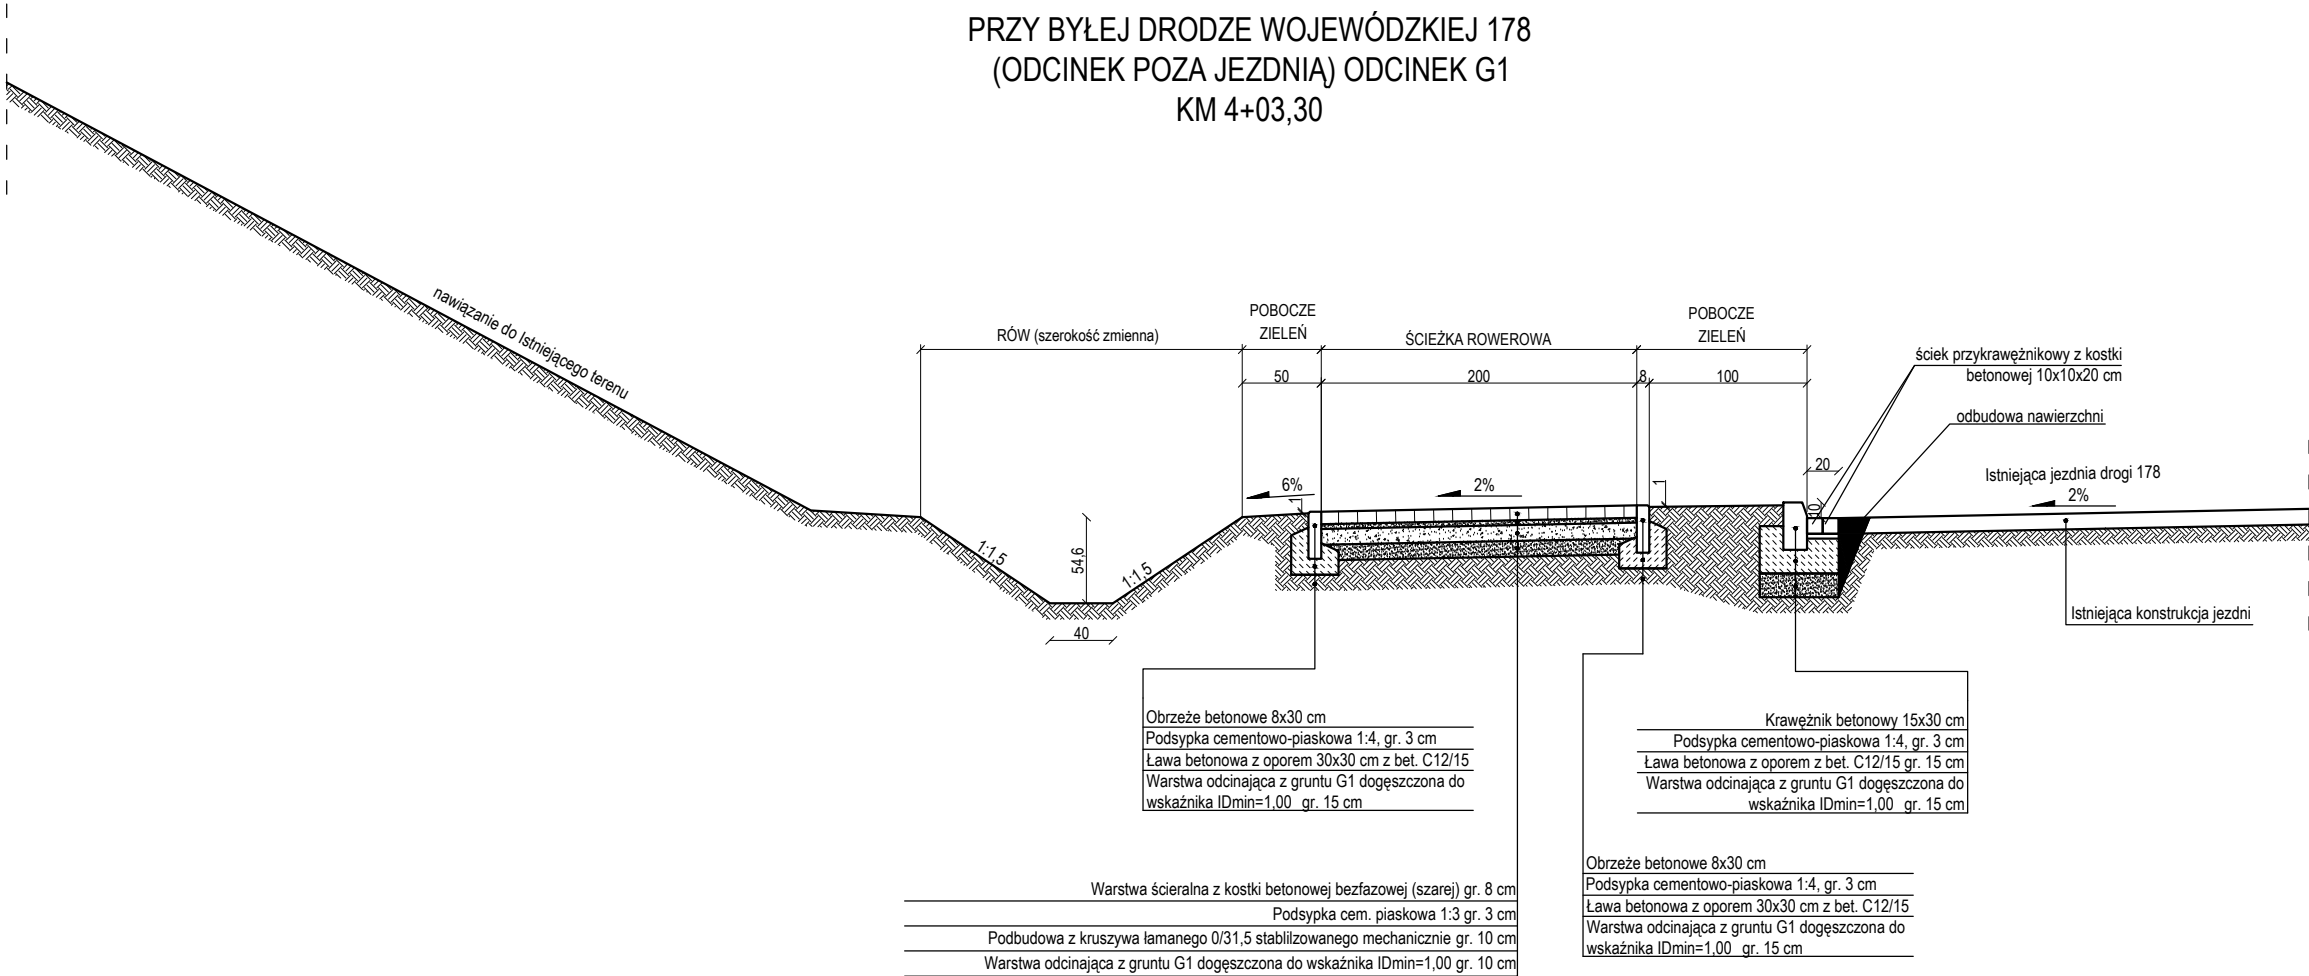 PRZY BYŁEJ DRODZE WOJEWÓDZKIEJ 178
(ODCINEK POZA JEZDNIĄ) ODCINEK G1
KM 4+03,30
nawiązanie do Istniejącego terenu
RÓW (szerokość zmienna)
POBOCZE
ZIELEŃ
ŚCIEŻKA ROWEROWA
POBOCZE
ZIELEŃ
50
200
8
100
ściek przykrawężnikowy z kostki
betonowej 10x10x20 cm
odbudowa nawierzchni
20
Istniejąca jezdnia drogi 178
2%
6%
1
2%
1
10
1:1,5
54,6
1:1,5
40
Istniejąca konstrukcja jezdni
Obrzeże betonowe 8x30 cm
Podsypka cementowo-piaskowa 1:4, gr. 3 cm
Ława betonowa z oporem 30x30 cm z bet. C12/15
Warstwa odcinająca z gruntu G1 dogęszczona do
wskaźnika IDmin=1,00 gr. 15 cm
Krawężnik betonowy 15x30 cm
Podsypka cementowo-piaskowa 1:4, gr. 3 cm
Ława betonowa z oporem z bet. C12/15 gr. 15 cm
Warstwa odcinająca z gruntu G1 dogęszczona do
wskaźnika IDmin=1,00 gr. 15 cm
Warstwa ścieralna z kostki betonowej bezfazowej (szarej) gr. 8 cm
Podsypka cem. piaskowa 1:3 gr. 3 cm
Podbudowa z kruszywa łamanego 0/31,5 stablilzowanego mechanicznie gr. 10 cm
Warstwa odcinająca z gruntu G1 dogęszczona do wskaźnika IDmin=1,00 gr. 10 cm
Obrzeże betonowe 8x30 cm
Podsypka cementowo-piaskowa 1:4, gr. 3 cm
Ława betonowa z oporem 30x30 cm z bet. C12/15
Warstwa odcinająca z gruntu G1 dogęszczona do
wskaźnika IDmin=1,00 gr. 15 cm